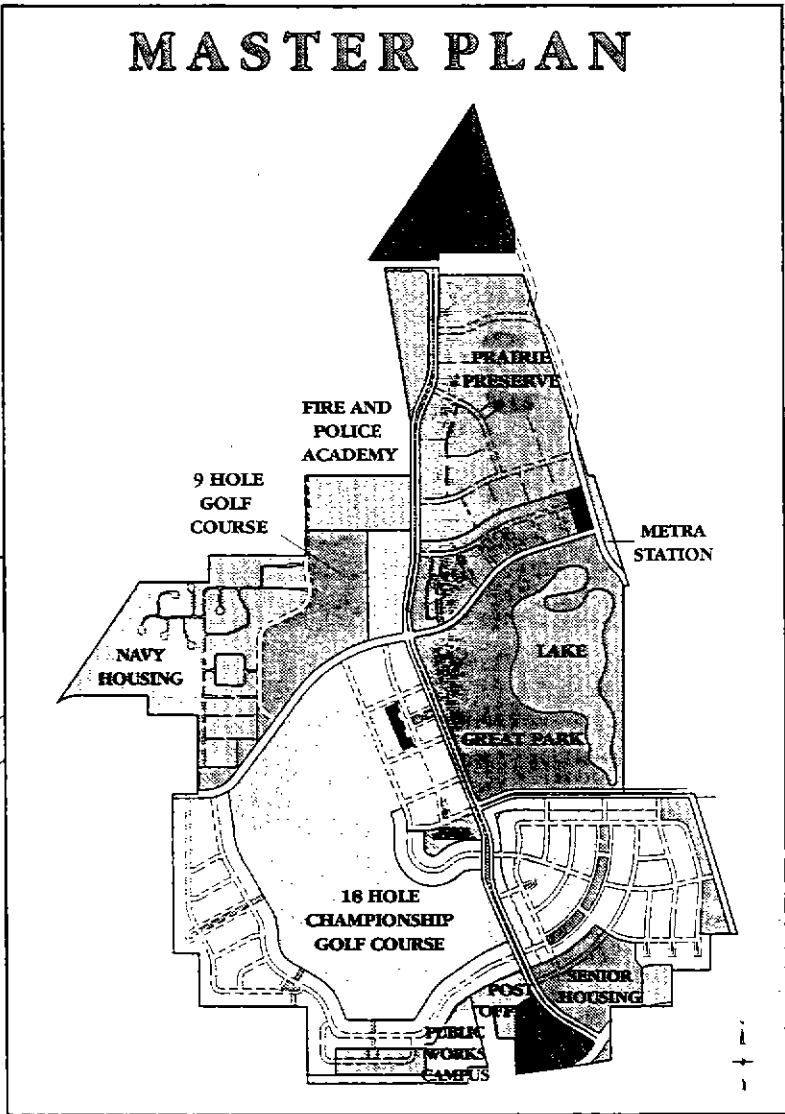 MASTER PLAN
PRAIRIE
PRESERVE
FIRE AND
POLICE
ACADEMY
9 HOLE
GOLF
COURSE
METRA
STATION
NAVY
HOUSING
LAKE
GREAT PARK
18 HOLE
CHAMPIONSHIP
GOLF COURSE
SENIOR
HOUSING
POST
OFF
PUBLIC
WORKS
CAMPUS